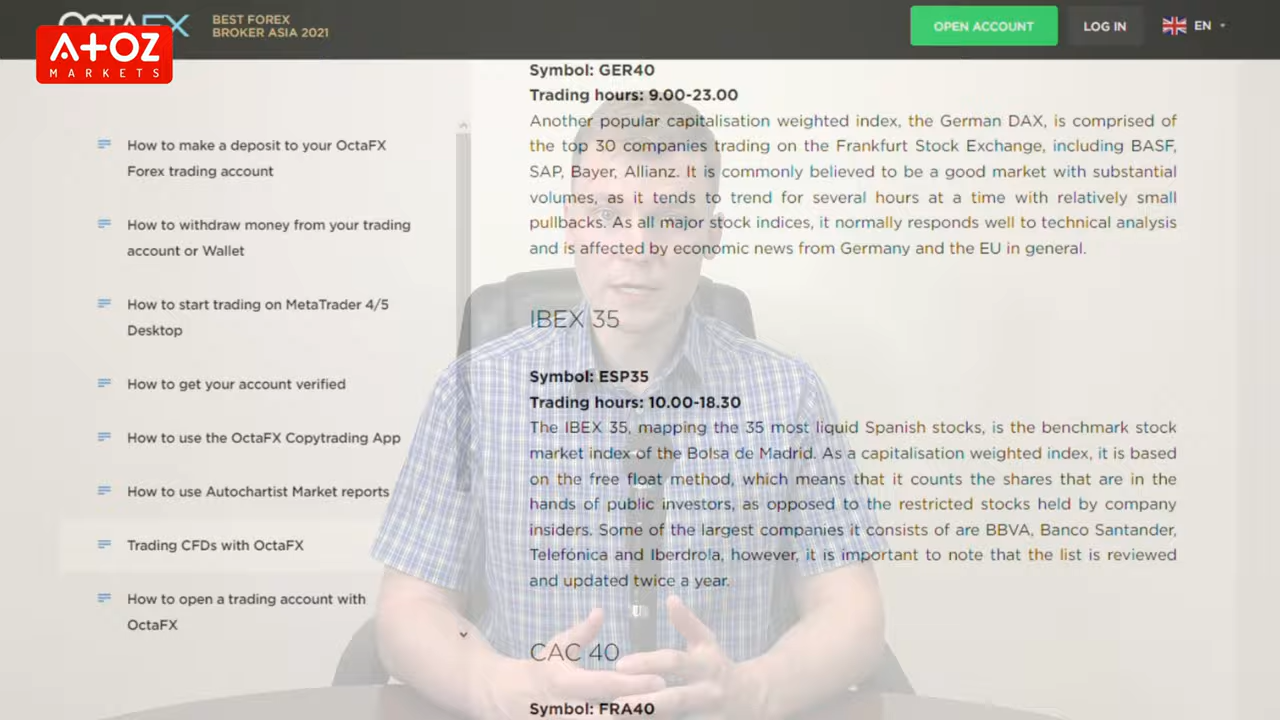 OCTAFX
BEST FOREX
BROKER ASIA 2021
OPEN ACCOUNT
LOG IN
EN
A+OZ
MARKETS
How to make a deposit to your OctaFX
Forex trading account
How to withdraw money from your trading
account or Wallet
How to start trading on MetaTrader 4/5
Desktop
How to get your account verified
How to use the OctaFX Copytrading App
How to use Autochartist Market reports
Trading CFDs with OctaFX
How to open a trading account with
OctaFX
Symbol: GER40
Trading hours: 9.00-23.00
Another popular capitalisation weighted index, the German DAX, is comprised of
the top 30 companies trading on the Frankfurt Stock Exchange, including BASF,
SAP, Bayer, Allianz. It is commonly believed to be a good market with substantial
volumes, as it tends to trend for several hours at a time with relatively small
pullbacks. As all major stock indices, it normally responds well to technical analysis
and is affected by economic news from Germany and the EU in general.
IBEX 35
Symbol: ESP35
Trading hours: 10.00-18.30
The IBEX 35, mapping the 35 most liquid Spanish stocks, is the benchmark stock
market index of the Bolsa de Madrid. As a capitalisation weighted index, it is based
on the free float method, which means that it counts the shares that are in the
hands of public investors, as opposed to the restricted stocks held by company
insiders. Some of the largest companies it consists of are BBVA, Banco Santander,
Telefónica and Iberdrola, however, it is important to note that the list is reviewed
and updated twice a year.
CAC 40
Symbol: FRA40